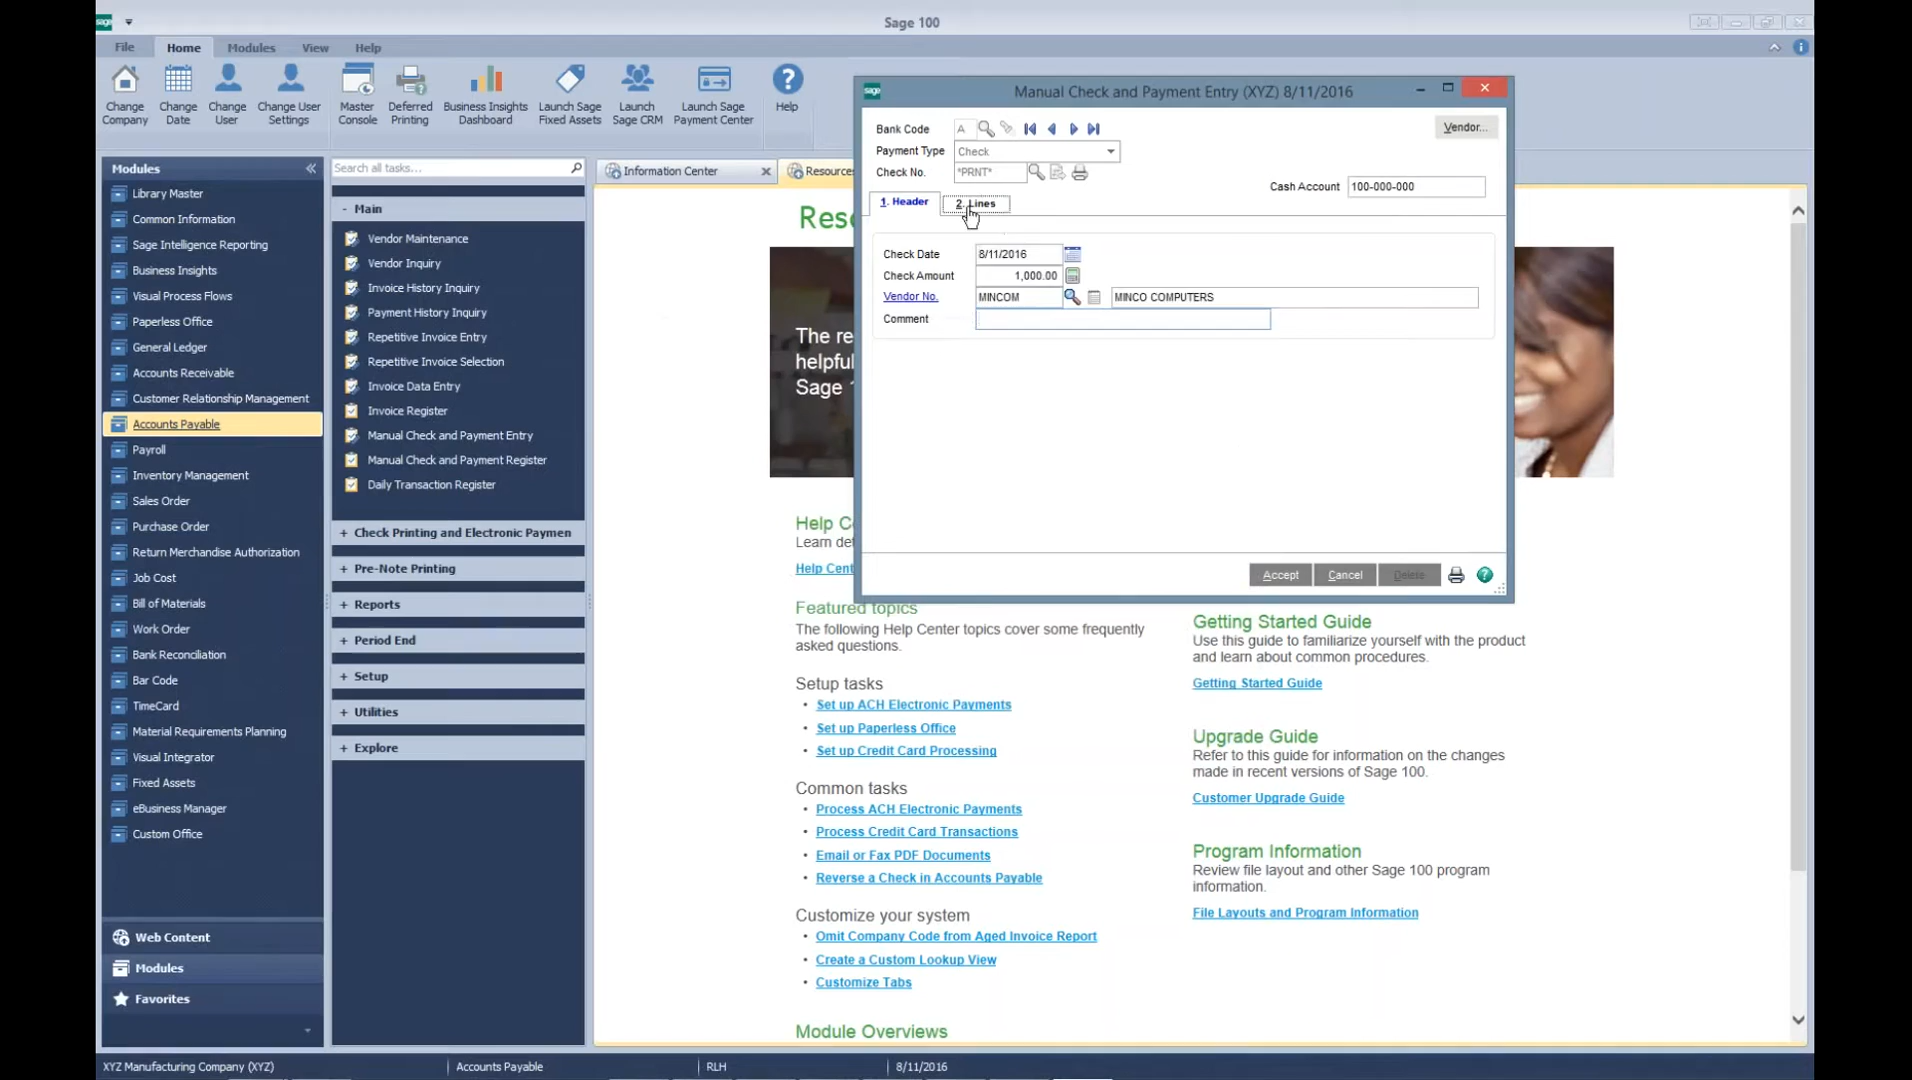 sage
Sage 100
File
Home
Modules
View
Help
Change Company
Change Date
Change User
Change User Settings
Master Console
Deferred Printing
Business Insights Dashboard
Launch Sage Fixed Assets
Launch Sage CRM
Launch Sage Payment Center
Help
Modules
Library Master
Common Information
Sage Intelligence Reporting
Business Insights
Visual Process Flows
Paperless Office
General Ledger
Accounts Receivable
Customer Relationship Management
Accounts Payable
Payroll
Inventory Management
Sales Order
Purchase Order
Return Merchandise Authorization
Job Cost
Bill of Materials
Work Order
Bank Reconciliation
Bar Code
TimeCard
Material Requirements Planning
Visual Integrator
Fixed Assets
eBusiness Manager
Custom Office
Web Content
Modules
Favorites
Search all tasks...
- Main
Vendor Maintenance
Vendor Inquiry
Invoice History Inquiry
Payment History Inquiry
Repetitive Invoice Entry
Repetitive Invoice Selection
Invoice Data Entry
Invoice Register
Manual Check and Payment Entry
Manual Check and Payment Register
Daily Transaction Register
+ Check Printing and Electronic Paymen
+ Pre-Note Printing
+ Reports
+ Period End
+ Setup
+ Utilities
+ Explore
Information Center
Resources
Reso
The re
helpful
Sage 1
Help C
Learn det
Help Cent
Featured topics
The following Help Center topics cover some frequently
asked questions.
Setup tasks
• Set up ACH Electronic Payments
• Set up Paperless Office
• Set up Credit Card Processing
Common tasks
• Process ACH Electronic Payments
• Process Credit Card Transactions
• Email or Fax PDF Documents
• Reverse a Check in Accounts Payable
Customize your system
• Omit Company Code from Aged Invoice Report
• Create a Custom Lookup View
• Customize Tabs
Module Overviews
Getting Started Guide
Use this guide to familiarize yourself with the product
and learn about common procedures.
Getting Started Guide
Upgrade Guide
Refer to this guide for information on the changes
made in recent versions of Sage 100.
Customer Upgrade Guide
Program Information
Review file layout and other Sage 100 program
information.
File Layouts and Program Information
sage
Manual Check and Payment Entry (XYZ) 8/11/2016
Bank Code A
Vendor...
Payment Type Check
Check No. *PRNT*
Cash Account 100-000-000
1. Header
2. Lines
Check Date 8/11/2016
Check Amount 1,000.00
Vendor No. MINCOM MINCO COMPUTERS
Comment
Accept
Cancel
Delete
XYZ Manufacturing Company (XYZ)
Accounts Payable
RLH
8/11/2016